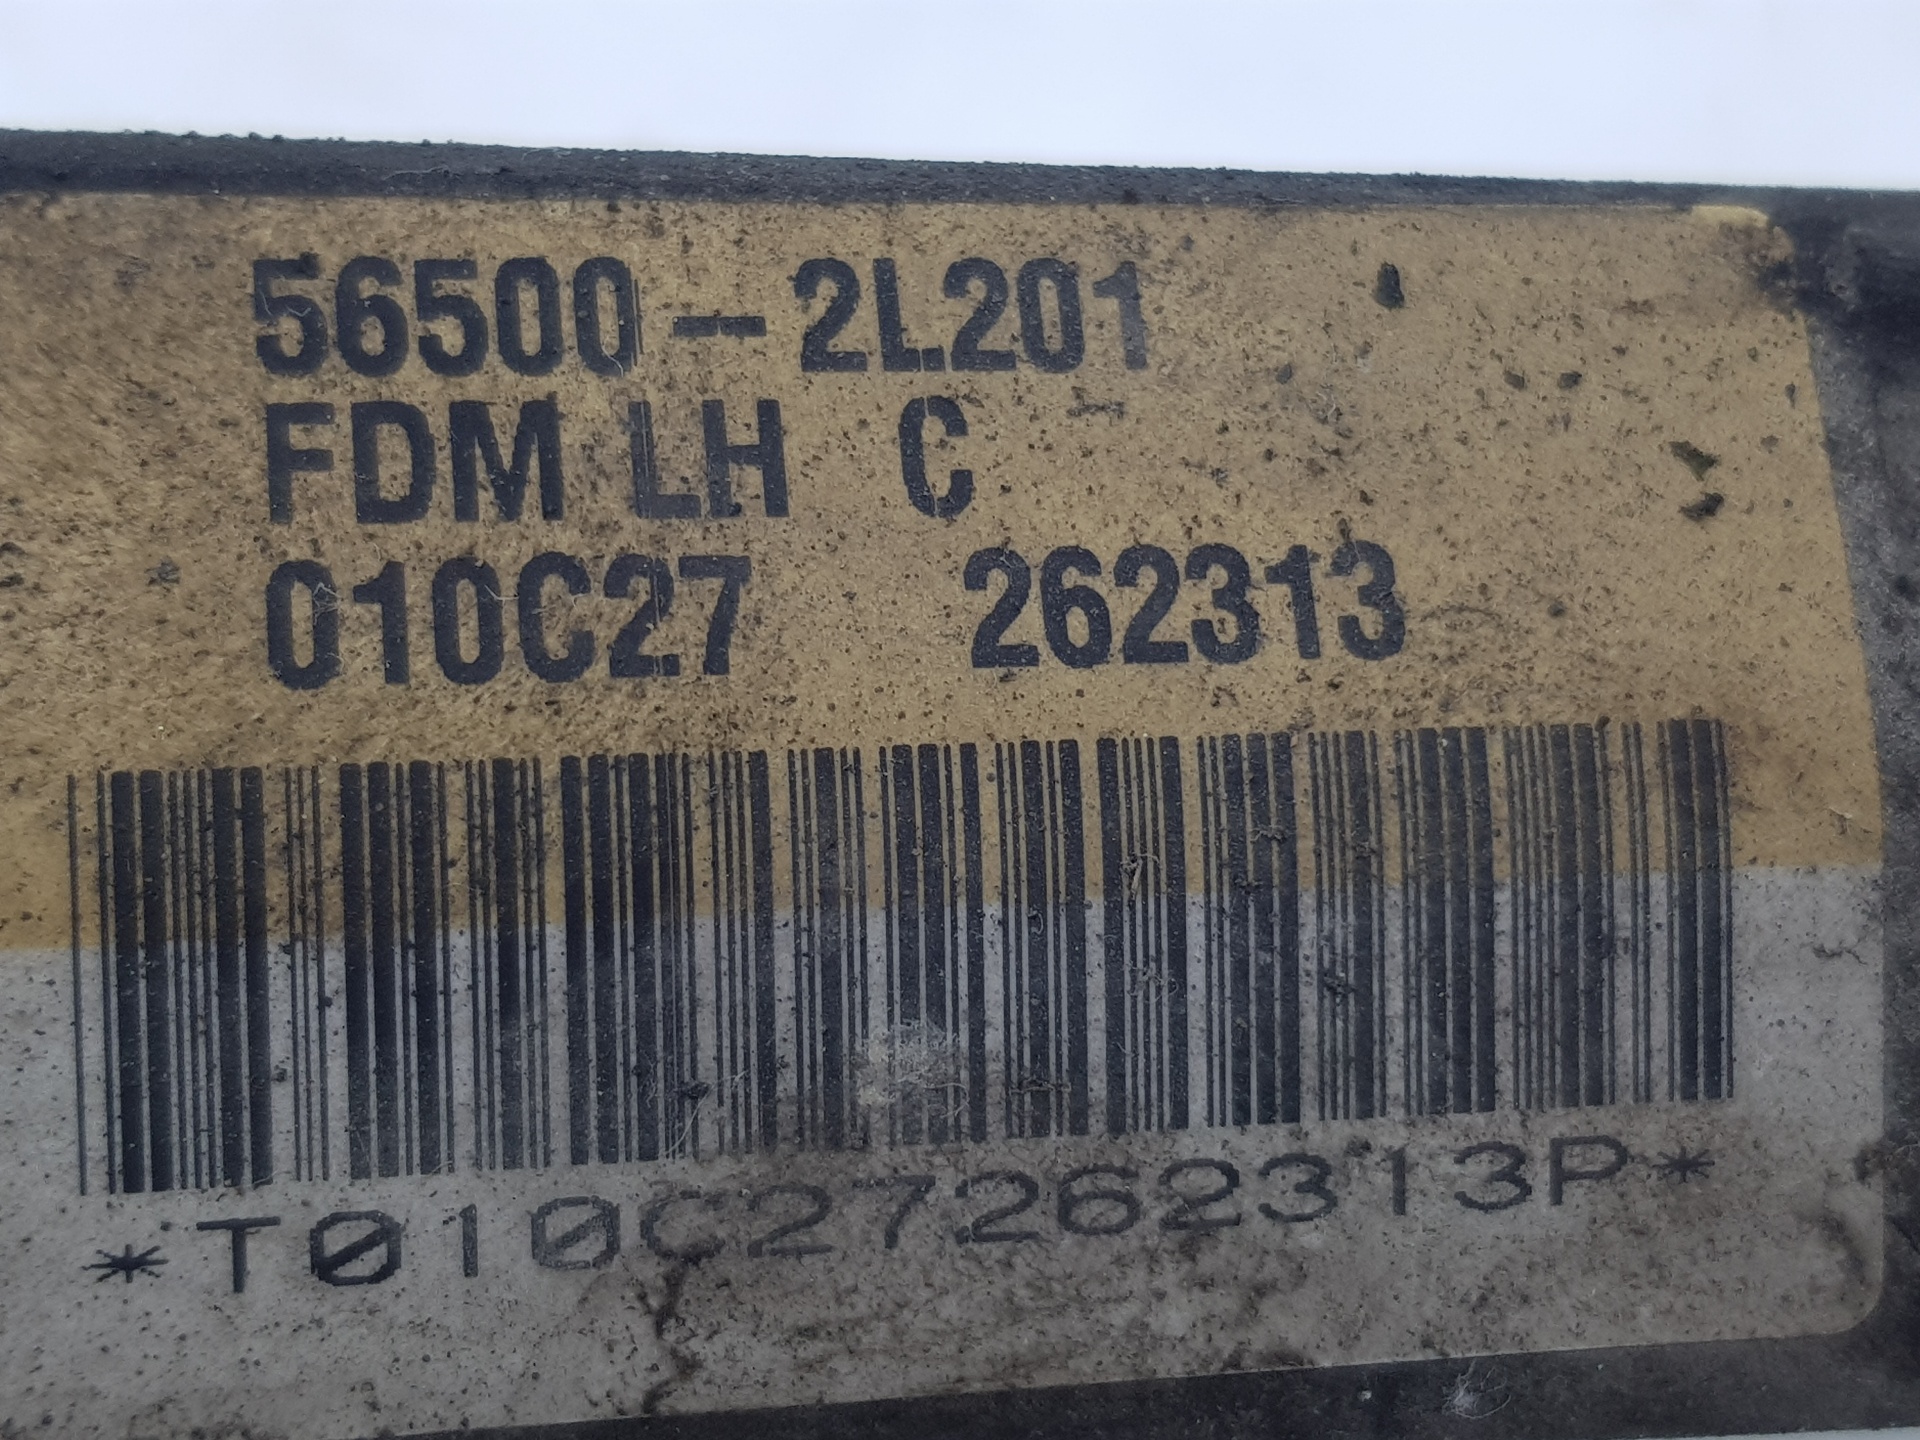 56500-2L201
FDM LH C
010C27 262313
*T010C27262313P*